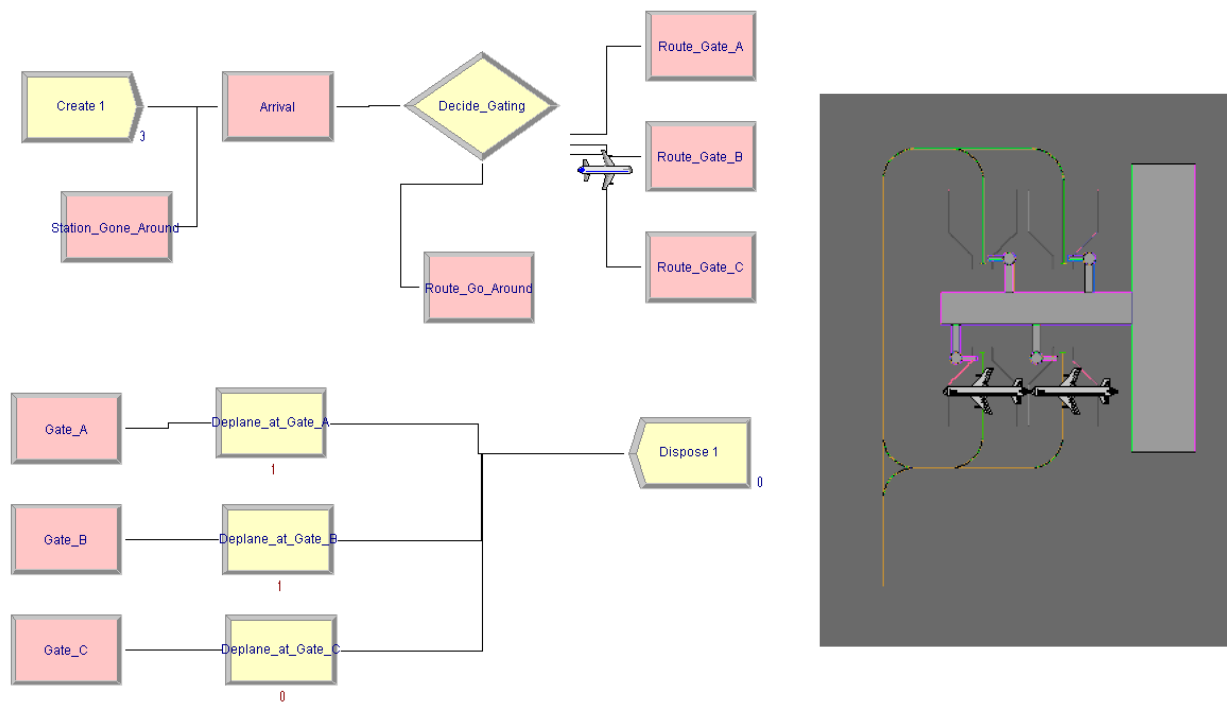 Route_Gate_A
Create 1
Arrival
Decide_Gating
3
Route_Gate_B
Station_Gone_Around
Route_Gate_C
Route_Go_Around
Gate_A
Deplane_at_Gate_A
1
Dispose 1
0
Gate_B
Deplane_at_Gate_B
1
Gate_C
Deplane_at_Gate_C
0